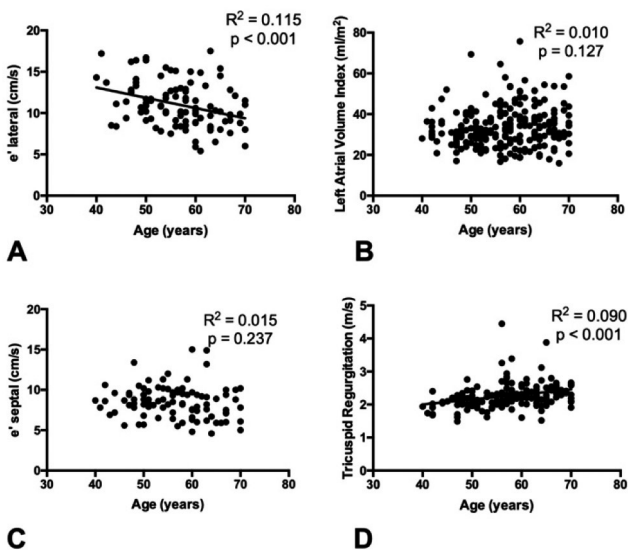 R² = 0.115
p < 0.001
20
15
10
5
0
e' lateral (cm/s)
30 40 50 60 70 80
Age (years)
A
R² = 0.010
p = 0.127
80
60
40
20
0
Left Atrial Volume Index (ml/m²)
30 40 50 60 70 80
Age (years)
B
R² = 0.015
p = 0.237
20
15
10
5
0
e' septal (cm/s)
30 40 50 60 70 80
Age (years)
C
R² = 0.090
p < 0.001
5
4
3
2
1
0
Tricuspid Regurgitation (m/s)
30 40 50 60 70 80
Age (years)
D